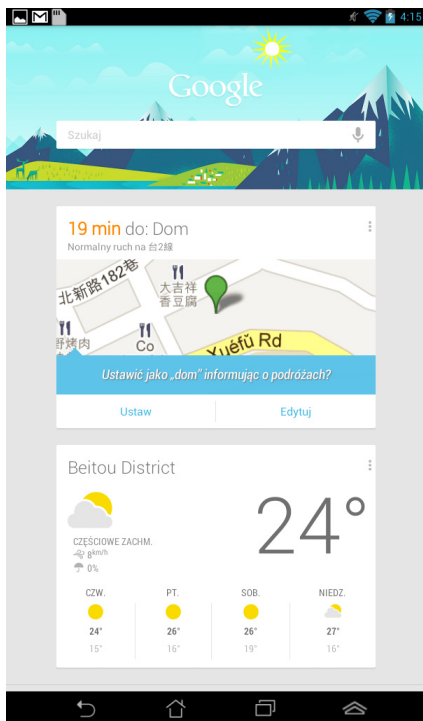 4:15
Google
Szukaj
19 min do: Dom
Normalny ruch na 台2線
北新路182巷
大吉祥
香豆腐
野烤肉
Co
Xuéfǔ Rd
Ustawić jako „dom" informując o podróżach?
Ustaw
Edytuj
Beitou District
24°
CZĘŚCIOWE ZACHM.
8km/h
0%
CZW. PT. SOB. NIEDZ.
24° 26° 26° 27°
15° 16° 19° 16°